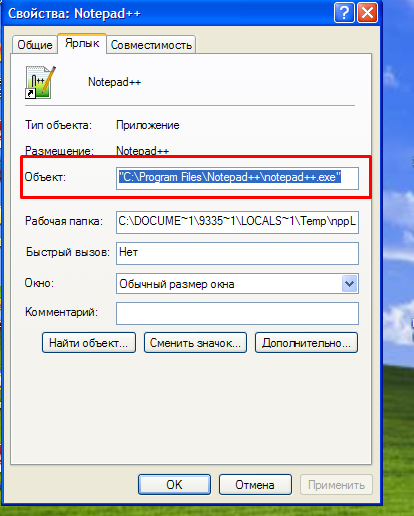 Свойства: Notepad++
Общие Ярлык Совместимость
Notepad++
Тип объекта: Приложение
Размещение: Notepad++
Объект: "C:\Program Files\Notepad++\notepad++.exe"
Рабочая папка: C:\DOCUME~1\9335~1\LOCALS~1\Temp\nppL
Быстрый вызов: Нет
Окно: Обычный размер окна
Комментарий:
Найти объект... Сменить значок... Дополнительно...
OK Отмена Применить